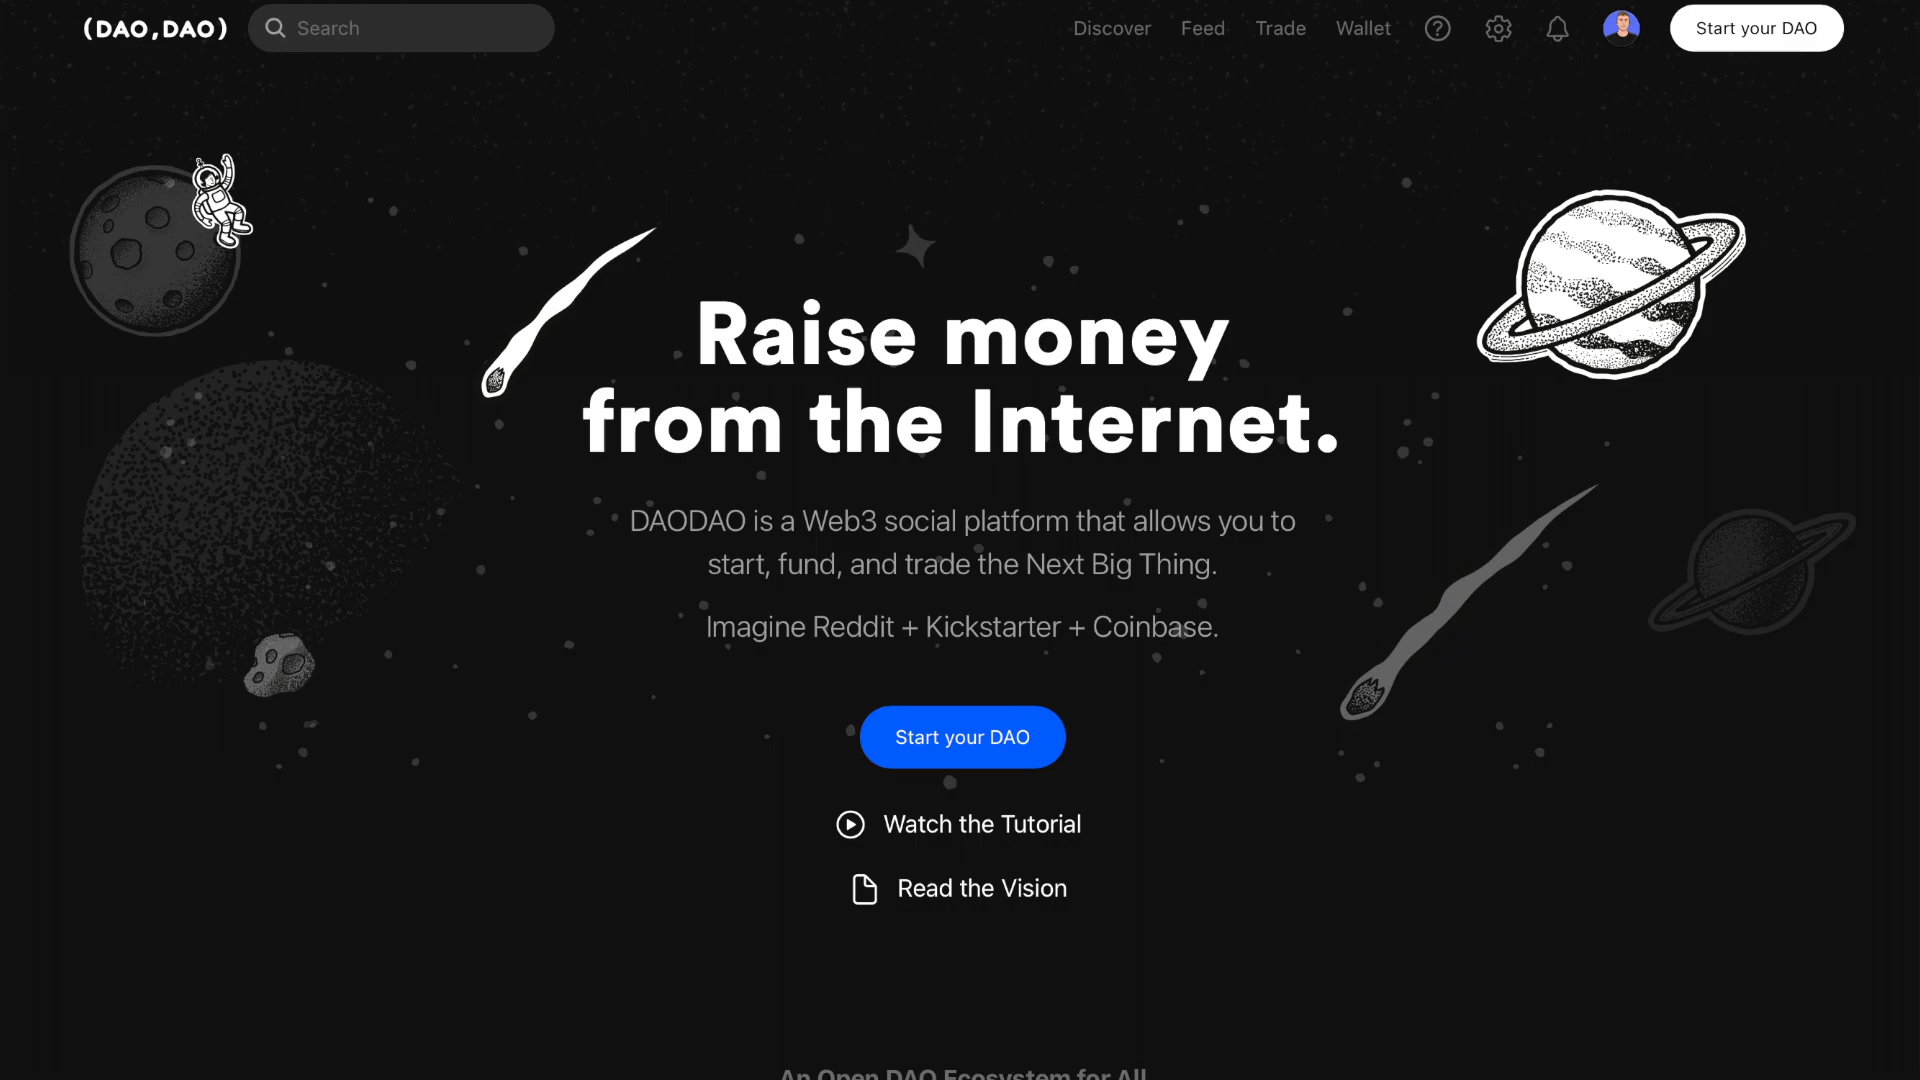 (DAO,DAO)
Search
Discover
Feed
Trade
Wallet
Start your DAO
Raise money
from the Internet.
DAODAO is a Web3 social platform that allows you to
start, fund, and trade the Next Big Thing.
Imagine Reddit + Kickstarter + Coinbase.
Start your DAO
Watch the Tutorial
Read the Vision
An Open DAO Ecosystem for All